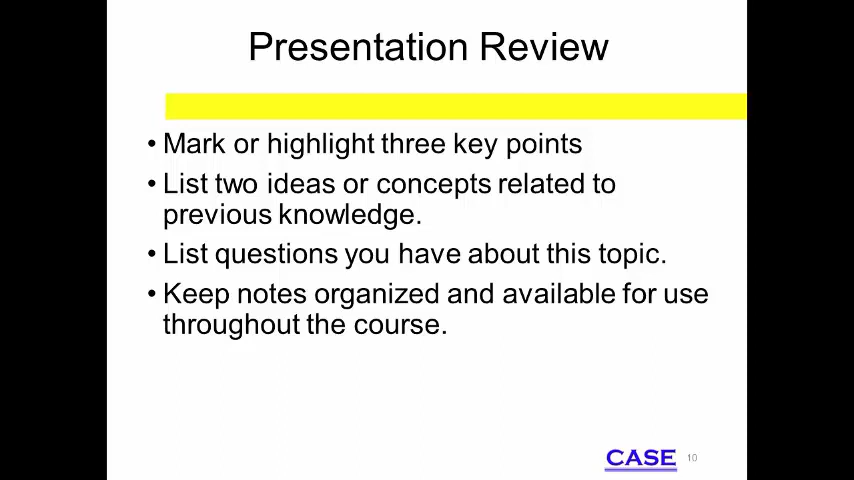 Presentation Review
• Mark or highlight three key points
• List two ideas or concepts related to
previous knowledge.
• List questions you have about this topic.
• Keep notes organized and available for use
throughout the course.
CASE 10